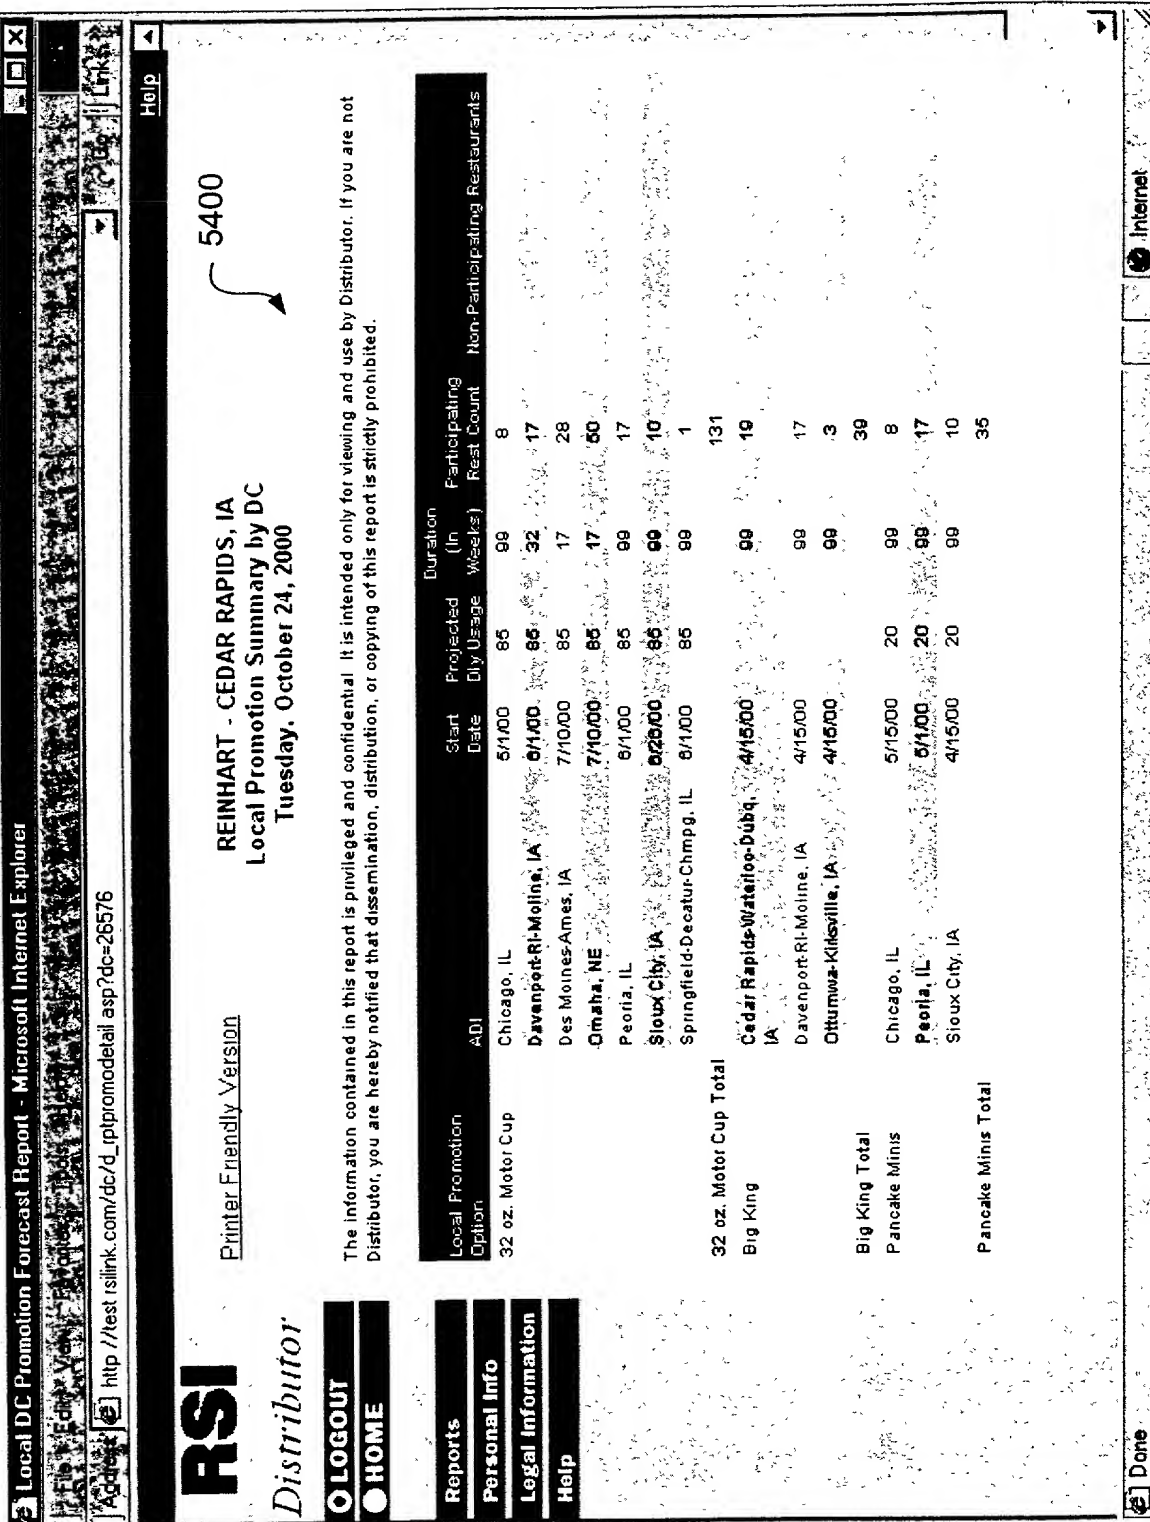 Local DC Promotion Forecast Report - Microsoft Internet Explorer
File Edit View Favorites Tools Help
Address http //test rsilink.com/dc/d_rptpromodetail asp?dc=26576 Go Links »
Help
RSI
Distributor
LOGOUT
HOME
Reports
Personal Info
Legal Information
Help
Printer Friendly Version
REINHART - CEDAR RAPIDS, IA
Local Promotion Summary by DC
Tuesday, October 24, 2000
5400
The information contained in this report is privileged and confidential It is intended only for viewing and use by Distributor. If you are not
Distributor, you are hereby notified that dissemination, distribution, or copying of this report is strictly prohibited.
Local Promotion Option ADI Start Date Projected Dly Usage Duration (In Weeks) Participating Rest Count Non-Participating Restaurants
32 oz. Motor Cup Chicago, IL 5/1/00 85 99 8
Davenport-RI-Moline, IA 6/1/00 85 32 17
Des Moines-Ames, IA 7/10/00 85 17 28
Omaha, NE 7/10/00 85 17 50
Peoria, IL 6/1/00 85 99 17
Sioux City, IA 6/26/00 85 99 10
Springfield-Decatur-Chmpg, IL 6/1/00 85 99 1
32 oz. Motor Cup Total 131
Big King Cedar Rapids-Waterloo-Dubq, 4/15/00 99 19
IA
Davenport-RI-Moline, IA 4/15/00 99 17
Ottumwa-Kirksville, IA 4/15/00 99 3
Big King Total 39
Pancake Minis Chicago, IL 5/15/00 20 99 8
Peoria, IL 5/1/00 20 99 17
Sioux City, IA 4/15/00 20 99 10
Pancake Minis Total 35
Done Internet